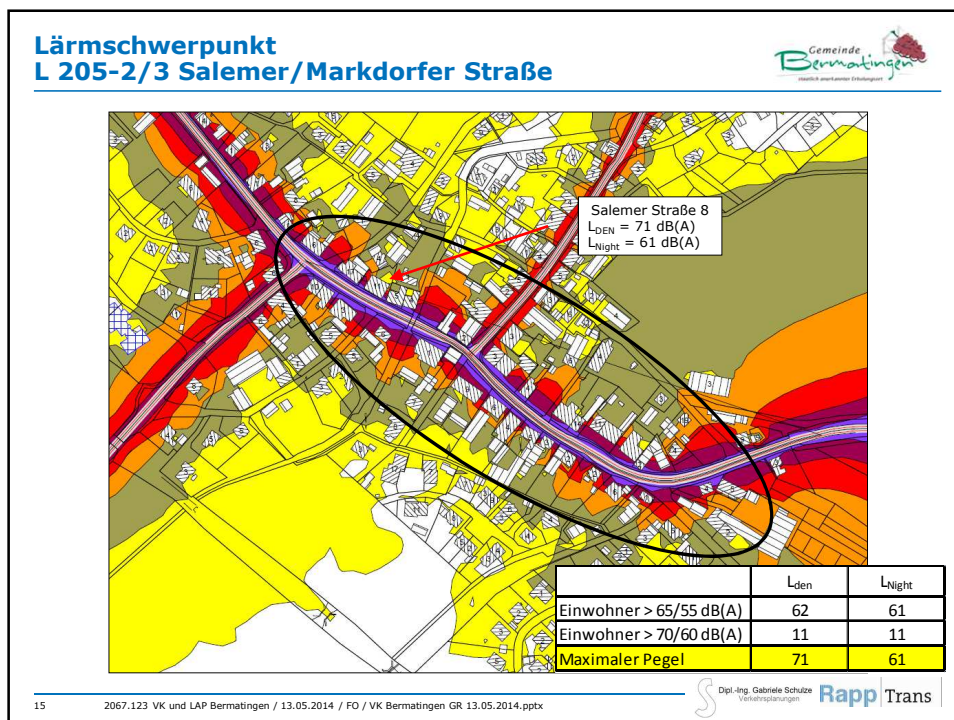 Lärmschwerpunkt
L 205-2/3 Salemer/Markdorfer Straße
Gemeinde
Bermatingen
staatlich anerkannter Erholungsort
Salemer Straße 8
LDEN = 71 dB(A)
LNight = 61 dB(A)
Lden LNight
Einwohner > 65/55 dB(A) 62 61
Einwohner > 70/60 dB(A) 11 11
Maximaler Pegel 71 61
15 2067.123 VK und LAP Bermatingen / 13.05.2014 / FO / VK Bermatingen GR 13.05.2014.pptx
Dipl.-Ing. Gabriele Schulze
Verkehrsplanungen
Rapp Trans